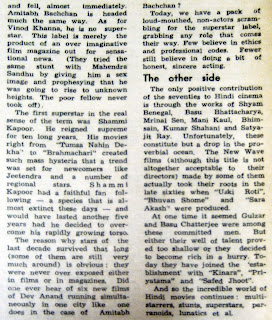 and fill, almost immediately.
Amitabh Bachchan is headed
much the same way. As for
Vinod Khanna, he is no super-
star. This label is merely the
product of an over imaginative
film magazine out for sensa-
tional news. (They tried the
same stunt with Mahendra
Sandhu by giving him a sexy
image and prophesying that he
was going to rise to unknown
heights. The poor fellow never
took off).
The first superstar in the real
sense of the term was Shammi
Kapoor. He reigned supreme
for ten long years. His movies
right from "Tumsa Nahin De-
kha" to "Brahmachari" created
such mass hysteria that a trend
was set for newcomers like
Jeetendra and a number of
regional stars. Shammi
Kapoor had a faithful fan fol-
lowing — a species that is al-
most extinct these days — and
would have lasted another five
years had he decided to over-
come his rapidly growing torso.
The reason why stars of the
last decade survived that long
(some of them are still very
much around) is obvious: they
were never over exposed either
in films or in magazines. Did
one ever hear of six new films
of Dev Anand running simulta-
neously in one city like one
does in the case of Amitabh
Bachchan?
Today, we have a pack of
loud-mouthed, non-actors scram-
bling for the superstar label,
grabbing any role that comes
their way. Few believe in ethics
and professional codes. Fewer
still believe in doing a bit of
honest, sincere acting.
The other side
The only positive contribution
of the seventies to Hindi cinema
is through the works of Shyam
Benegal, Basu Bhattacharya,
Mrinal Sen, Mani Kaul, Bhim-
sain, Kumar Shahani and Satya-
jit Ray. Unfortunately, these
constitute but a drop in the pro-
verbial ocean. The New Wave
films (although this title is not
altogether acceptable to their
directors) made by some of them
actually took their roots in the
late sixties when "Uski Roti",
"Bhuvan Shome" and "Sara
Akash" were produced.
At one time it seemed Gulzar
and Basu Chatterjee were among
these committed men. But
either their well of talent prov-
ed too shallow or they decided
to become rich in a hurry. To-
day they have joined the 'estab-
lishment' with "Kinara", "Pri-
yatama" and "Safed Jhoot".
And so the incredible world of
Hindi movies continues: multi-
starrers, stunts, superstars, par-
ranoids, lunatics et al.